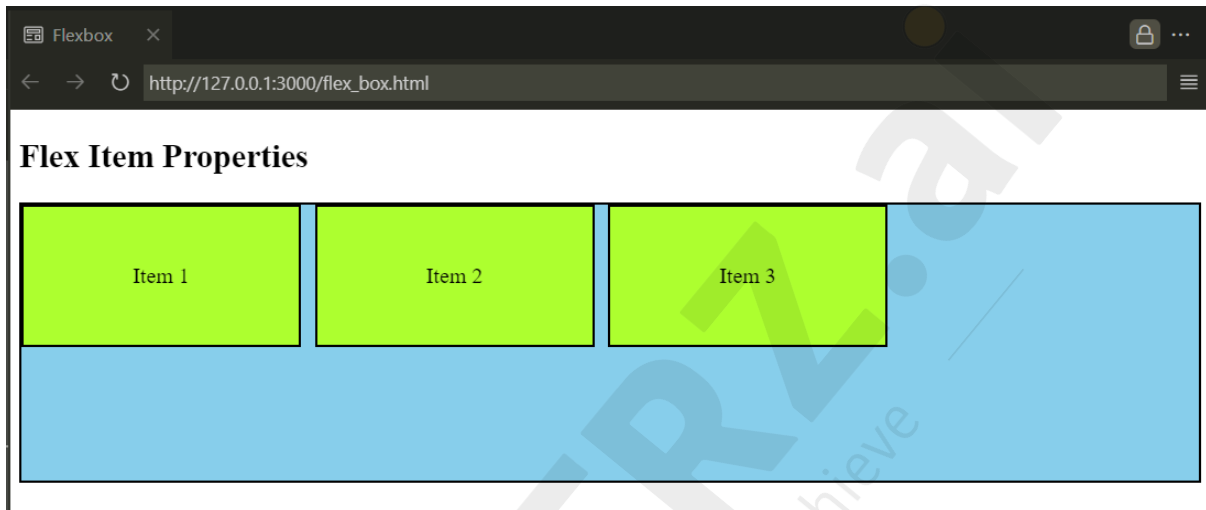 Flexbox
http://127.0.0.1:3000/flex_box.html
Flex Item Properties
Item 1 Item 2 Item 3